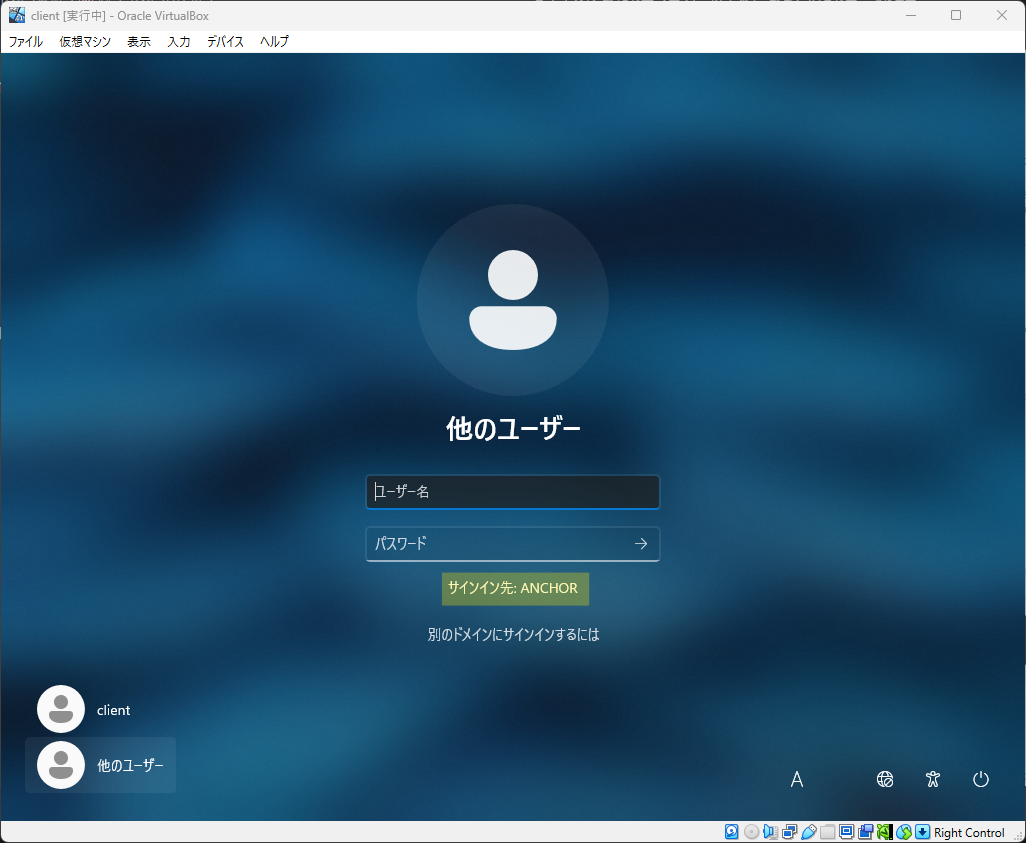 client [実行中] - Oracle VirtualBox
ファイル 仮想マシン 表示 入力 デバイス ヘルプ
他のユーザー
ユーザー名
パスワード
サインイン先: ANCHOR
別のドメインにサインインするには
client
他のユーザー
A
Right Control